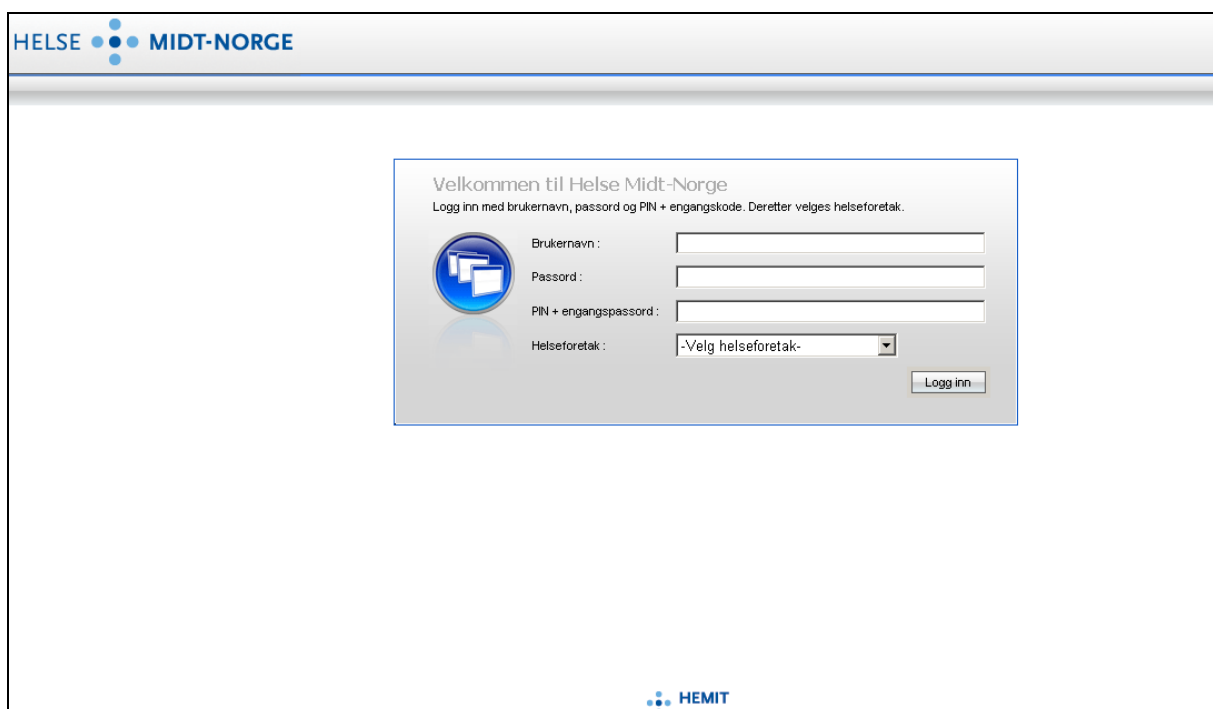 HELSE MIDT-NORGE
Velkommen til Helse Midt-Norge
Logg inn med brukernavn, passord og PIN + engangskode. Deretter velges helseforetak.
Brukernavn :
Passord :
PIN + engangspassord :
Helseforetak : -Velg helseforetak-
Logg inn
HEMIT